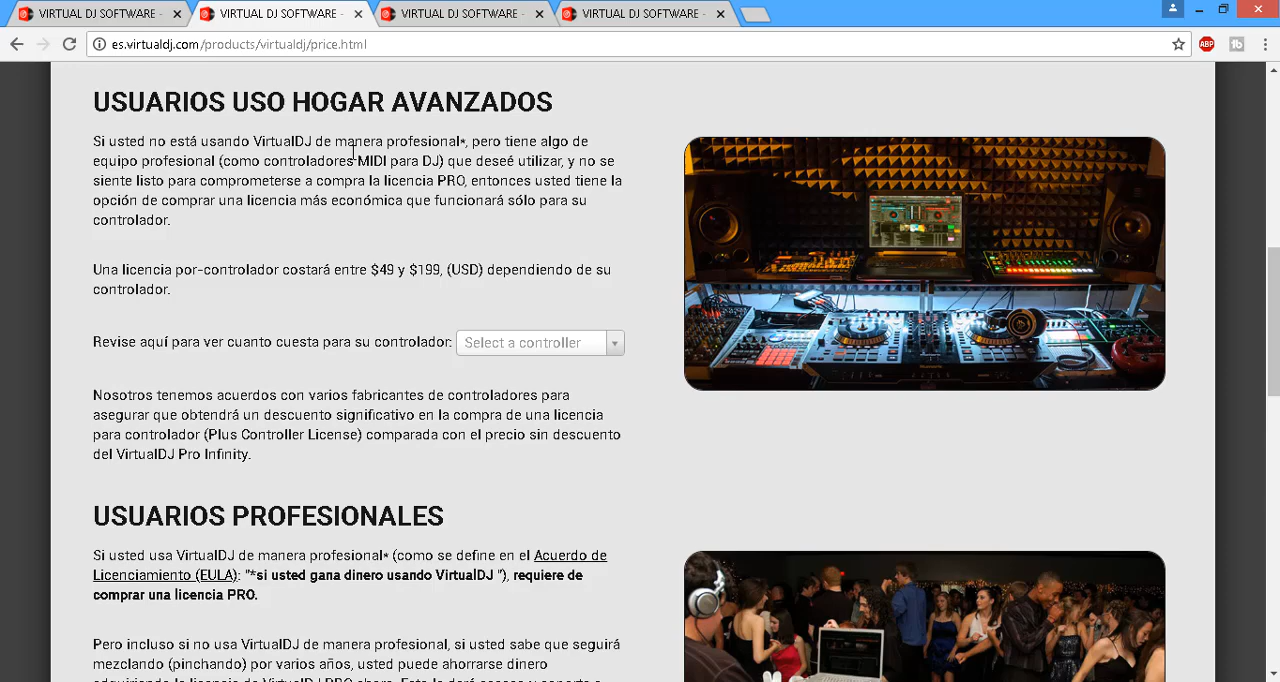 VIRTUAL DJ SOFTWARE -
VIRTUAL DJ SOFTWARE -
VIRTUAL DJ SOFTWARE -
VIRTUAL DJ SOFTWARE -
es.virtualdj.com/products/virtualdj/price.html
ABP
USUARIOS USO HOGAR AVANZADOS
Si usted no está usando VirtualDJ de manera profesional*, pero tiene algo de
equipo profesional (como controladores MIDI para DJ) que deseé utilizar, y no se
siente listo para comprometerse a compra la licencia PRO, entonces usted tiene la
opción de comprar una licencia más económica que funcionará sólo para su
controlador.
Una licencia por-controlador costará entre $49 y $199, (USD) dependiendo de su
controlador.
Revise aquí para ver cuanto cuesta para su controlador: Select a controller
Nosotros tenemos acuerdos con varios fabricantes de controladores para
asegurar que obtendrá un descuento significativo en la compra de una licencia
para controlador (Plus Controller License) comparada con el precio sin descuento
del VirtualDJ Pro Infinity.
USUARIOS PROFESIONALES
Si usted usa VirtualDJ de manera profesional* (como se define en el Acuerdo de
Licenciamiento (EULA): "*si usted gana dinero usando VirtualDJ "), requiere de
comprar una licencia PRO.
Pero incluso si no usa VirtualDJ de manera profesional, si usted sabe que seguirá
mezclando (pinchando) por varios años, usted puede ahorrarse dinero